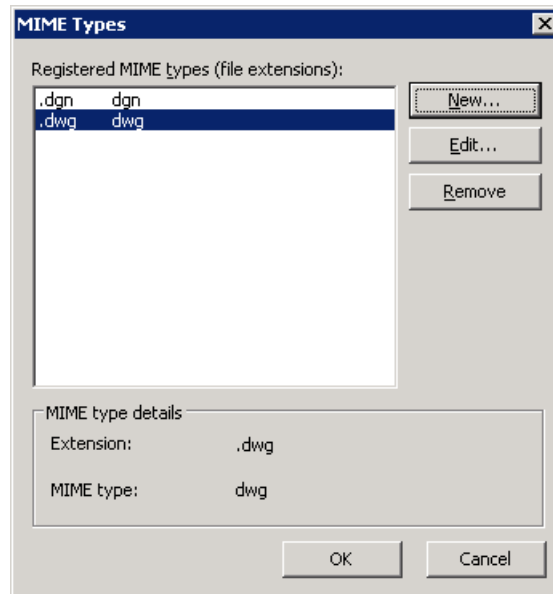 MIME Types
Registered MIME types (file extensions):
.dgn dgn
.dwg dwg
New...
Edit...
Remove
MIME type details
Extension: .dwg
MIME type: dwg
OK Cancel